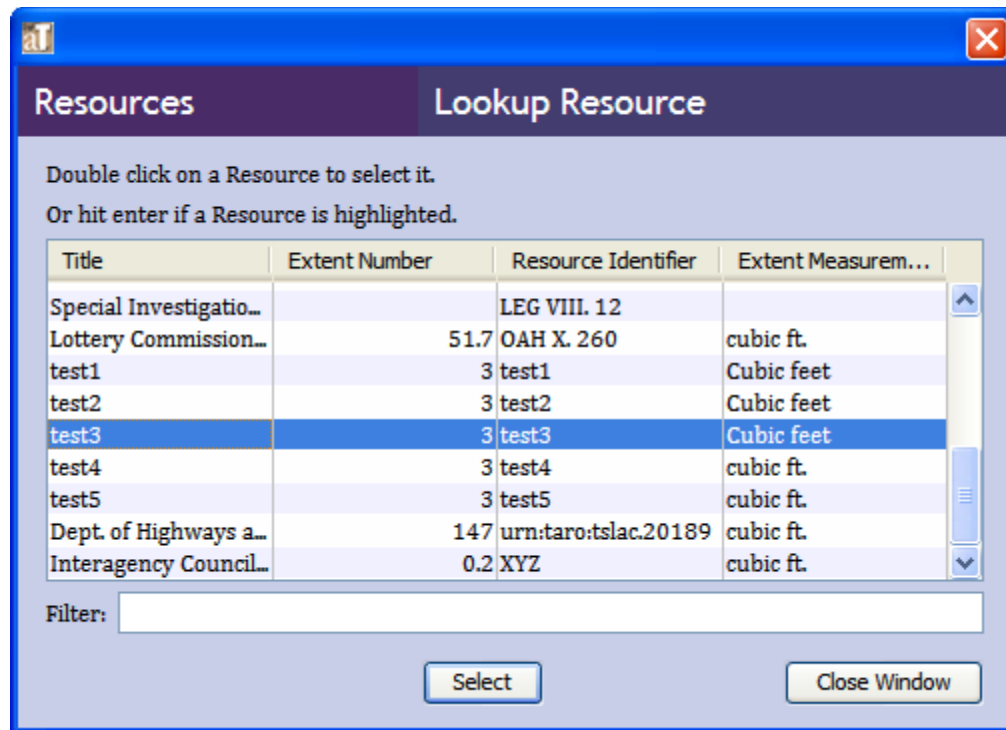 aT
Resources Lookup Resource
Double click on a Resource to select it.
Or hit enter if a Resource is highlighted.
Title Extent Number Resource Identifier Extent Measurem...
Special Investigatio... LEG VIII. 12
Lottery Commission... 51.7 OAH X. 260 cubic ft.
test1 3 test1 Cubic feet
test2 3 test2 Cubic feet
test3 3 test3 Cubic feet
test4 3 test4 cubic ft.
test5 3 test5 cubic ft.
Dept. of Highways a... 147 urn:taro:tslac.20189 cubic ft.
Interagency Council... 0.2 XYZ cubic ft.
Filter:
Select Close Window